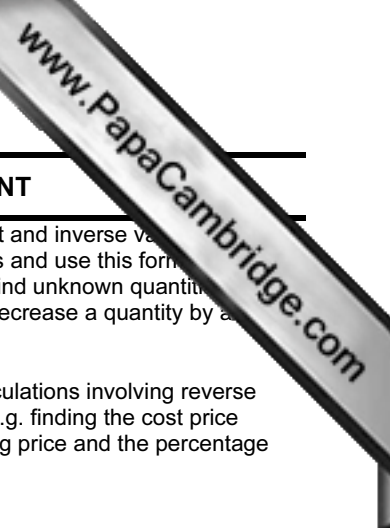 www.PapaCambridge.com
NT
t and inverse va
s and use this form
ind unknown quantiti
ecrease a quantity by a
culations involving reverse
.g. finding the cost price
g price and the percentage